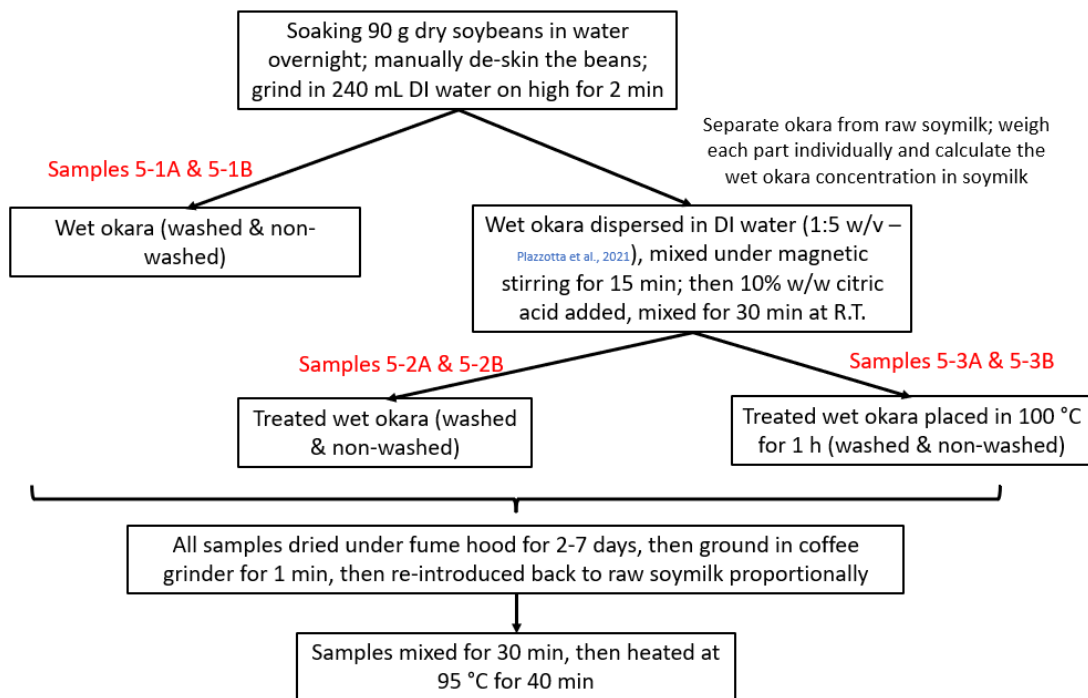 Soaking 90 g dry soybeans in water
overnight; manually de-skin the beans;
grind in 240 mL DI water on high for 2 min
Separate okara from raw soymilk; weigh
each part individually and calculate the
wet okara concentration in soymilk
Samples 5-1A & 5-1B
Wet okara (washed & non-
washed)
Wet okara dispersed in DI water (1:5 w/v –
Plazzotta et al., 2021), mixed under magnetic
stirring for 15 min; then 10% w/w citric
acid added, mixed for 30 min at R.T.
Samples 5-2A & 5-2B
Samples 5-3A & 5-3B
Treated wet okara (washed
& non-washed)
Treated wet okara placed in 100 °C
for 1 h (washed & non-washed)
All samples dried under fume hood for 2-7 days, then ground in coffee
grinder for 1 min, then re-introduced back to raw soymilk proportionally
Samples mixed for 30 min, then heated at
95 °C for 40 min